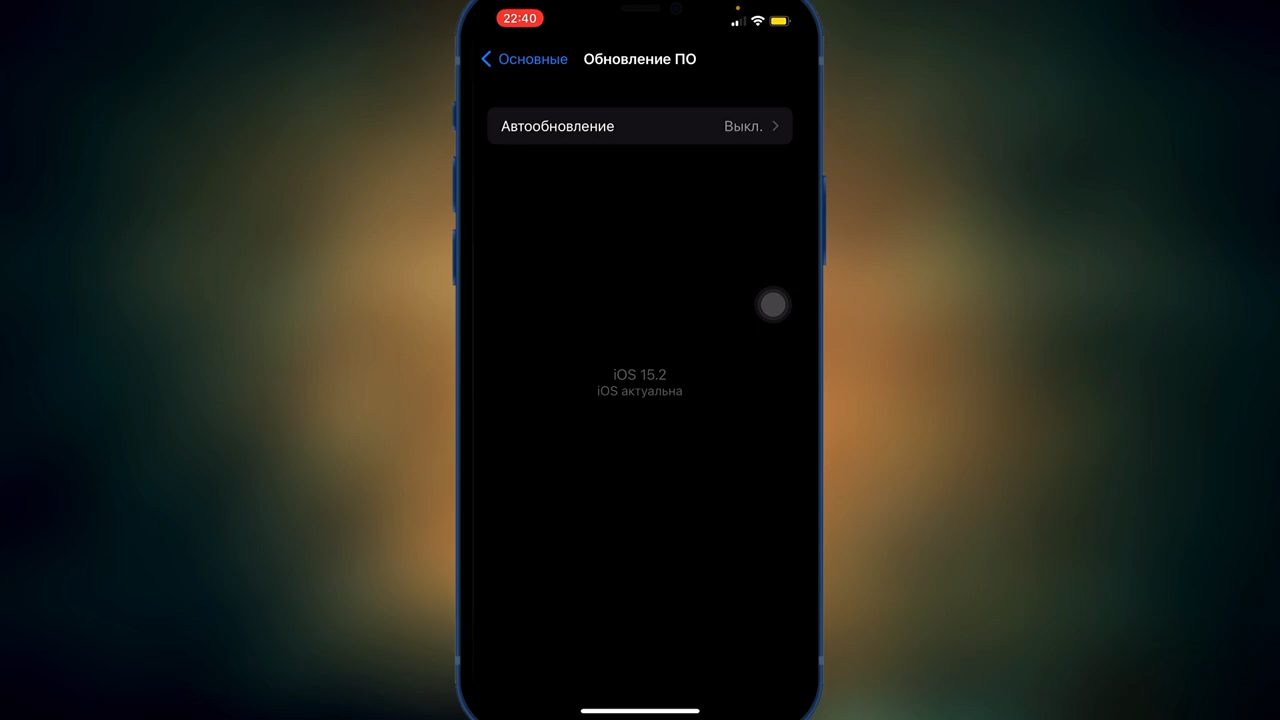 22:40
Основные
Обновление ПО
Автообновление
Выкл.
iOS 15.2
iOS актуальна